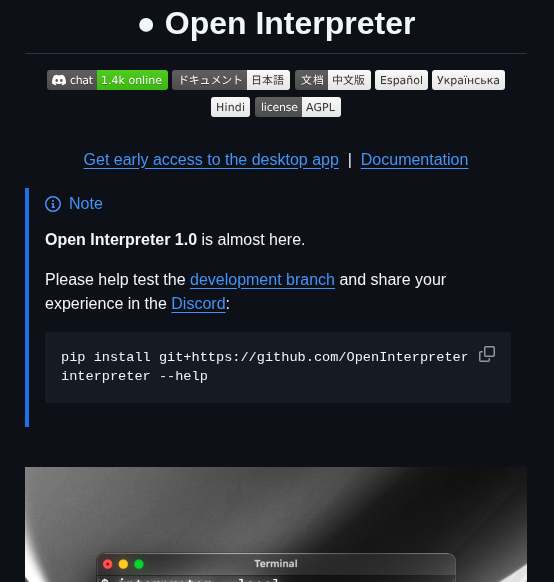 ● Open Interpreter
chat 1.4k online ドキュメント 日本語 文档 中文版 Español Українська
Hindi license AGPL
Get early access to the desktop app | Documentation
Note
Open Interpreter 1.0 is almost here.
Please help test the development branch and share your
experience in the Discord:
pip install git+https://github.com/OpenInterpreter
interpreter --help
Terminal
$ interpreter --local